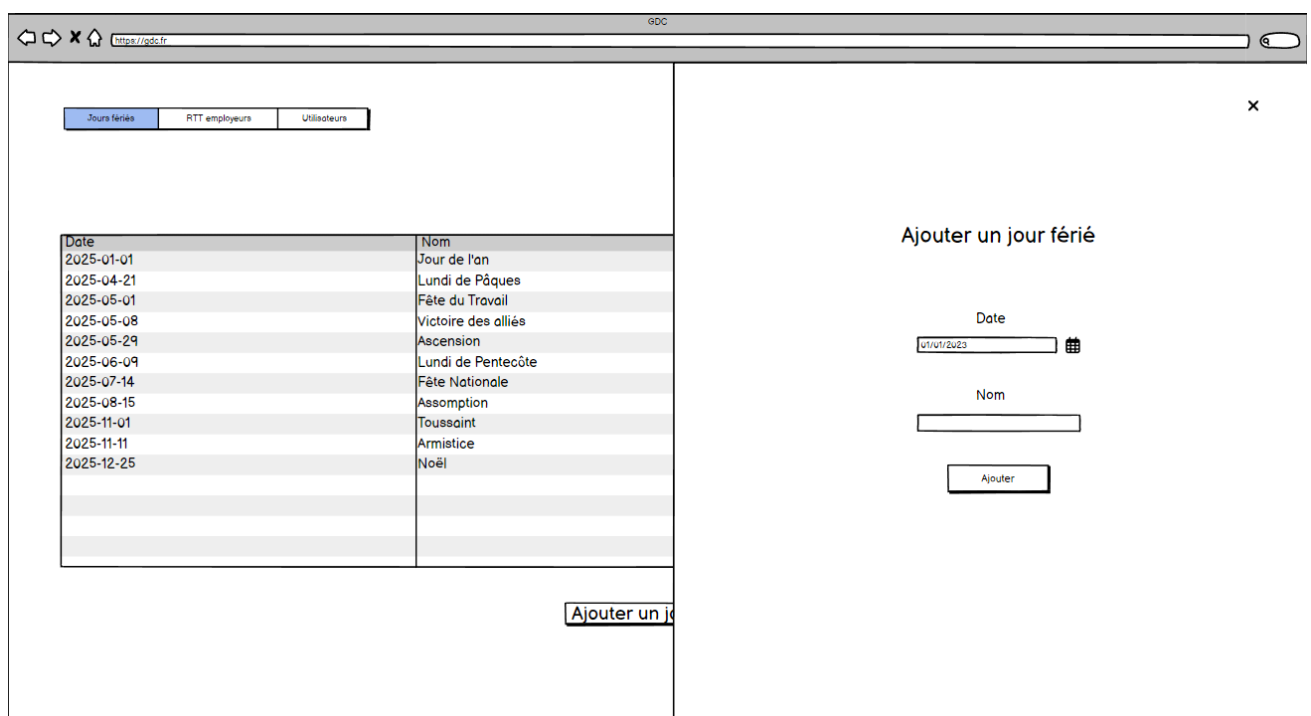 GDC
https://gdc.fr
Jours fériés RTT employeurs Utilisateurs
Date Nom
2025-01-01 Jour de l'an
2025-04-21 Lundi de Pâques
2025-05-01 Fête du Travail
2025-05-08 Victoire des alliés
2025-05-29 Ascension
2025-06-09 Lundi de Pentecôte
2025-07-14 Fête Nationale
2025-08-15 Assomption
2025-11-01 Toussaint
2025-11-11 Armistice
2025-12-25 Noël
Ajouter un jo
Ajouter un jour férié
Date
01/01/2023
Nom
Ajouter